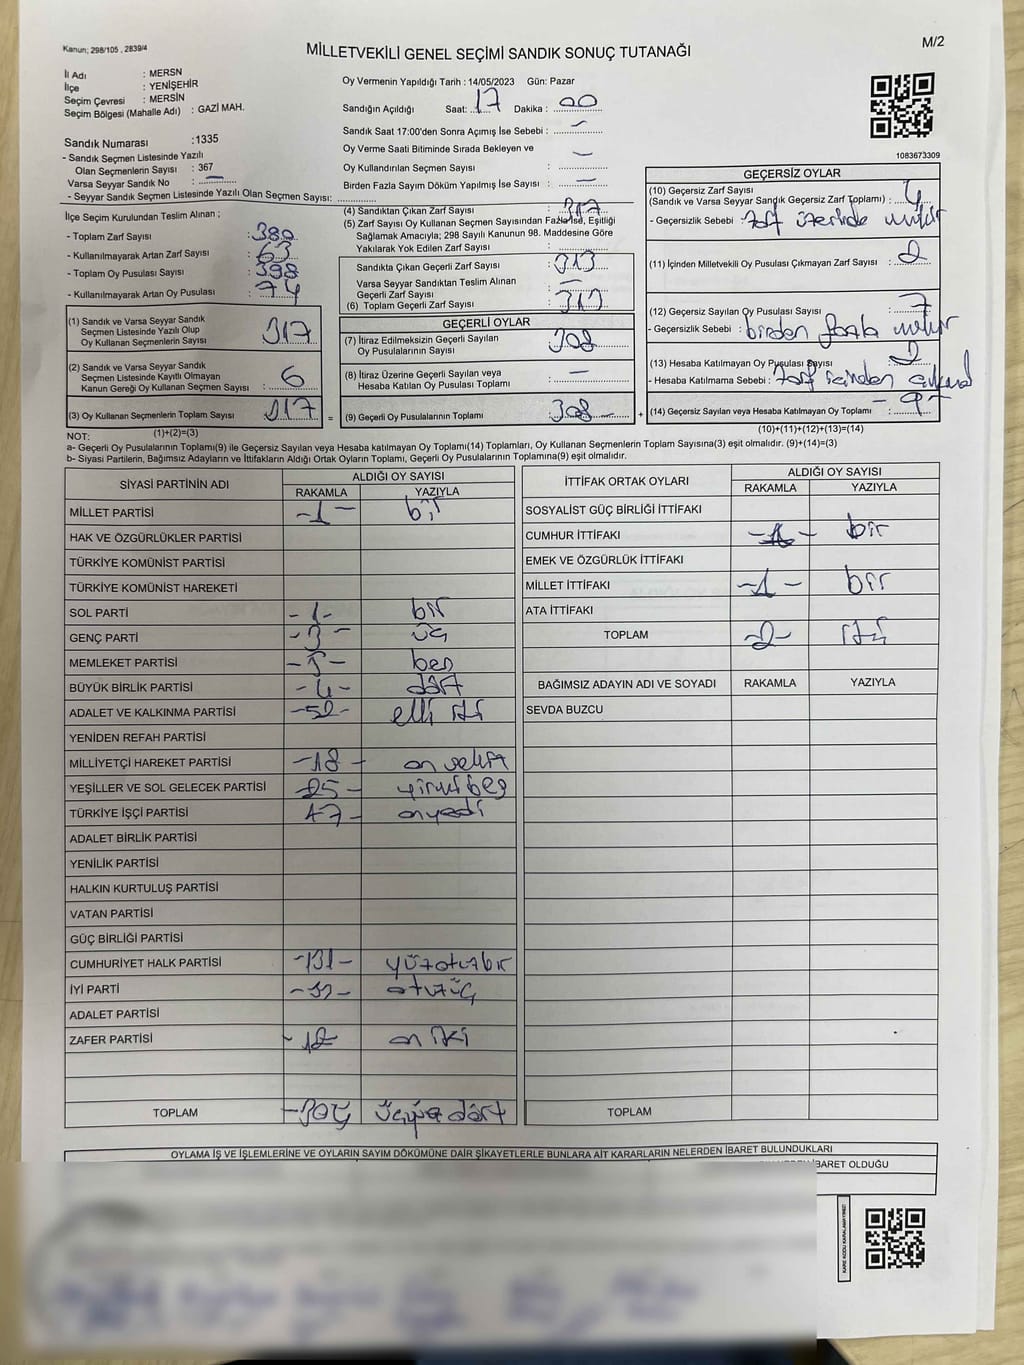 Kanun; 298/105 , 2839/4
MİLLETVEKİLİ GENEL SEÇİMİ SANDIK SONUÇ TUTANAĞI
M/2
İl Adı : MERSN
İlçe : YENİŞEHİR
Seçim Çevresi : MERSİN
Seçim Bölgesi (Mahalle Adı) : GAZİ MAH.
Sandık Numarası :1335
- Sandık Seçmen Listesinde Yazılı
Olan Seçmenlerin Sayısı : 367
Varsa Seyyar Sandık No : –
- Seyyar Sandık Seçmen Listesinde Yazılı Olan Seçmen Sayısı: ..............
Oy Vermenin Yapıldığı Tarih : 14/05/2023 Gün: Pazar
Sandığın Açıldığı Saat: 17 Dakika : 00
Sandık Saat 17:00'den Sonra Açımış İse Sebebi : –
Oy Verme Saati Bitiminde Sırada Bekleyen ve –
Oy Kullandırılan Seçmen Sayısı :
Birden Fazla Sayım Döküm Yapılmış İse Sayısı : –
1083673309
İlçe Seçim Kurulundan Teslim Alınan ;
- Toplam Zarf Sayısı : 380
- Kullanılmayarak Artan Zarf Sayısı : 63
- Toplam Oy Pusulası Sayısı : 398
- Kullanılmayarak Artan Oy Pusulası : 74
(1) Sandık ve Varsa Seyyar Sandık
Seçmen Listesinde Yazılı Olup
Oy Kullanan Seçmenlerin Sayısı 317
(2) Sandık ve Varsa Seyyar Sandık
Seçmen Listesinde Kayıtlı Olmayan
Kanun Gereği Oy Kullanan Seçmen Sayısı :
(3) Oy Kullanan Seçmenlerin Toplam Sayısı 317
(1)+(2)=(3)
(4) Sandıktan Çıkan Zarf Sayısı : 317
(5) Zarf Sayısı Oy Kullanan Seçmen Sayısından Fazla İse, Eşitliği
Sağlamak Amacıyla; 298 Sayılı Kanunun 98. Maddesine Göre
Yakılarak Yok Edilen Zarf Sayısı :
Sandıkta Çıkan Geçerli Zarf Sayısı : 313
Varsa Seyyar Sandıktan Teslim Alınan
Geçerli Zarf Sayısı : –
(6) Toplam Geçerli Zarf Sayısı : 313
GEÇERLİ OYLAR
(7) İtiraz Edilmeksizin Geçerli Sayılan
Oy Pusulalarının Sayısı : 308
(8) İtiraz Üzerine Geçerli Sayılan veya
Hesaba Katılan Oy Pusulası Toplamı : –
= (9) Geçerli Oy Pusulalarının Toplamı : 308 +
GEÇERSİZ OYLAR
(10) Geçersiz Zarf Sayısı
(Sandık ve Varsa Seyyar Sandık Geçersiz Zarf Toplamı) : 4
- Geçersizlik Sebebi : zarf üzerinde mühür
(11) İçinden Milletvekili Oy Pusulası Çıkmayan Zarf Sayısı : 2
(12) Geçersiz Sayılan Oy Pusulası Sayısı : 7
- Geçersizlik Sebebi : birden fazla mühür
(13) Hesaba Katılmayan Oy Pusulası Sayısı :
- Hesaba Katılmama Sebebi : zarf içinden
(14) Geçersiz Sayılan veya Hesaba Katılmayan Oy Toplamı : – 9 –
(10)+(11)+(12)+(13)=(14)
NOT:
a- Geçerli Oy Pusulalarının Toplamı(9) ile Geçersiz Sayılan veya Hesaba katılmayan Oy Toplamı(14) Toplamları, Oy Kullanan Seçmenlerin Toplam Sayısına(3) eşit olmalıdır. (9)+(14)=(3)
b- Siyasi Partilerin, Bağımsız Adayların ve İttifakların Aldığı Ortak Oyların Toplamı, Geçerli Oy Pusulalarının Toplamına(9) eşit olmalıdır.
SİYASİ PARTİNİN ADI ALDIĞI OY SAYISI
RAKAMLA YAZIYLA
MİLLET PARTİSİ -1- bir
HAK VE ÖZGÜRLÜKLER PARTİSİ
TÜRKİYE KOMÜNİST PARTİSİ
TÜRKİYE KOMÜNİST HAREKETİ
SOL PARTİ -1- bir
GENÇ PARTİ -3- üç
MEMLEKET PARTİSİ -5- beş
BÜYÜK BİRLİK PARTİSİ -4- dört
ADALET VE KALKINMA PARTİSİ -52- elli iki
YENİDEN REFAH PARTİSİ
MİLLİYETÇİ HAREKET PARTİSİ -18- on sekiz
YEŞİLLER VE SOL GELECEK PARTİSİ -25- yirmi beş
TÜRKİYE İŞÇİ PARTİSİ 17- onyedi
ADALET BİRLİK PARTİSİ
YENİLİK PARTİSİ
HALKIN KURTULUŞ PARTİSİ
VATAN PARTİSİ
GÜÇ BİRLİĞİ PARTİSİ
CUMHURİYET HALK PARTİSİ -131- yüzotuzbir
İYİ PARTİ -33- otuzüç
ADALET PARTİSİ
ZAFER PARTİSİ -12- on iki
TOPLAM -304 üçyüz dört
İTTİFAK ORTAK OYLARI ALDIĞI OY SAYISI
RAKAMLA YAZIYLA
SOSYALİST GÜÇ BİRLİĞİ İTTİFAKI
CUMHUR İTTİFAKI -1- bir
EMEK VE ÖZGÜRLÜK İTTİFAKI
MİLLET İTTİFAKI -1- bir
ATA İTTİFAKI
TOPLAM -2- iki
BAĞIMSIZ ADAYIN ADI VE SOYADI RAKAMLA YAZIYLA
SEVDA BUZCU
TOPLAM
OYLAMA İŞ VE İŞLEMLERİNE VE OYLARIN SAYIM DÖKÜMÜNE DAİR ŞİKAYETLERLE BUNLARA AİT KARARLARIN NELERDEN İBARET BULUNDUKLARI
İBARET OLDUĞU
KARE KODU KARALAMAYINIZ!